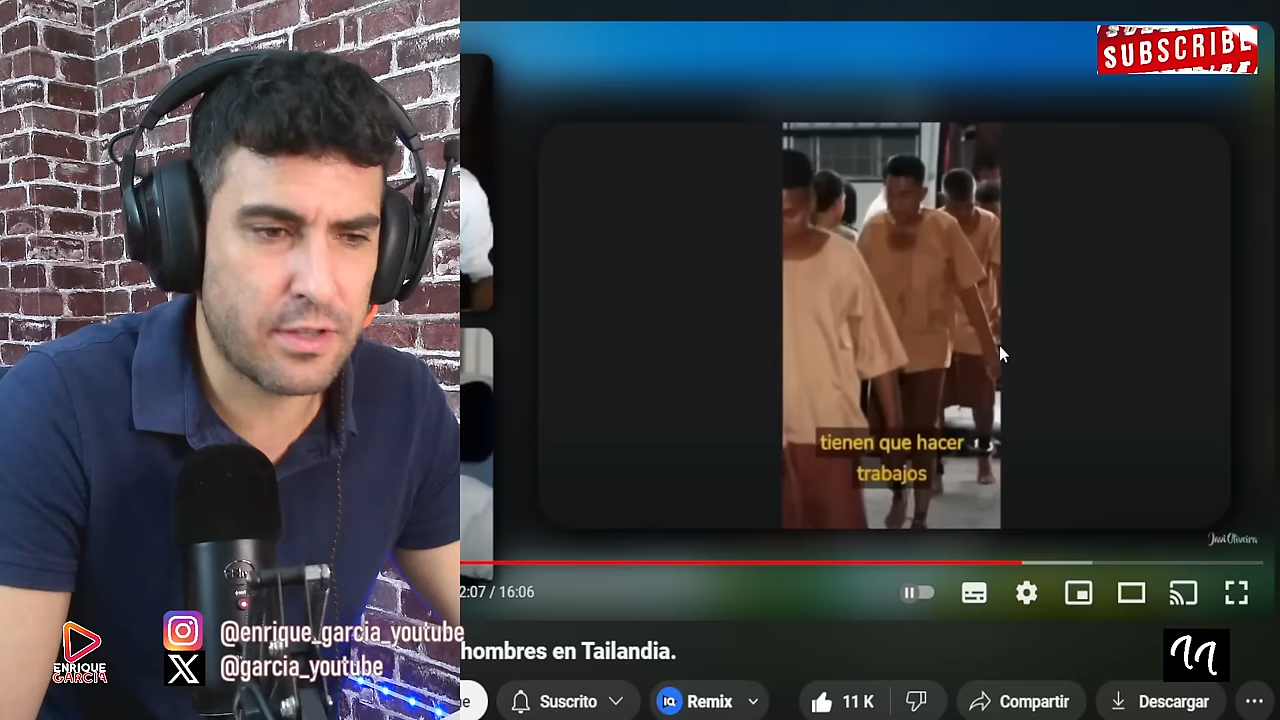 SUBSCRIBE
tienen que hacer
trabajos
Javi Oliveira
2:07 / 16:06
@enrique_garcia_youtube
@garcia_youtube
ENRIQUE
GARCIA
hombres en Tailandia.
Suscrito
Remix
11 K
Compartir
Descargar